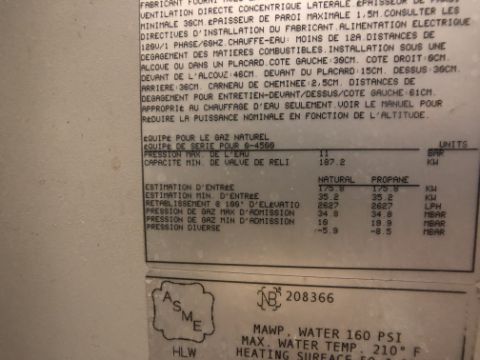 FABRICANT FOURNI
VENTILATION DIRECTE CONCENTRIQUE LATERALE. EPAISSEUR DE PAROI
MINIMALE 36CM. EPAISSEUR DE PAROI MAXIMALE 1,5M.CONSULTER LES
DIRECTIVES D'INSTALLATION DU FABRICANT.ALIMENTATION ELECTRIQUE
120V/1 PHASE/60HZ.CHAUFFE-EAU: MOINS DE 12A.DISTANCES DE
DEGAGEMENT DES MATIERES COMBUSTIBLES.INSTALLATION SOUS UNE
ALCOVE OU DANS UN PLACARD.COTE GAUCHE:30CM. COTE DROIT:0CM.
DEVANT DE L'ALCOVE:46CM. DEVANT DU PLACARD:15CM. DESSUS:30CM.
ARRIERE:36CM. CARNEAU DE CHEMINEE:2,5CM. DISTANCES DE
DEGAGEMENT POUR ENTRETIEN-DEVANT/DESSUS/COTE GAUCHE:61CM.
APPROPRIE AU CHAUFFAGE D'EAU SEULEMENT.VOIR LE MANUEL POUR
REDUIRE LA PUISSANCE NOMINALE EN FONCTION DE L'ALTITUDE.
EQUIPE POUR LE GAZ NATUREL
EQUIPE DE SERIE POUR 0-4500 UNITS
PRESSION MAX. DE L'EAU 11 BAR
CAPACITE MIN. DE VALVE DE RELI 187.2 KW
NATURAL PROPANE
ESTIMATION D'ENTREE 175.8 175.8 KW
ESTIMATION MIN. D'ENTREE 35.2 35.2 KW
RETABLISSEMENT @ 100° D'ELEVATIO 2627 2627 LPH
PRESSION DE GAZ MAX D'ADMISSION 34.8 34.8 MBAR
PRESSION DE GAZ MIN D'ADMISSION 10 19.9 MBAR
PRESSION DIVERSE -5.9 -8.5 MBAR
ASME
HLW
NB 208366
MAWP. WATER 160 PSI
MAX. WATER TEMP. 210° F
HEATING SURFACE